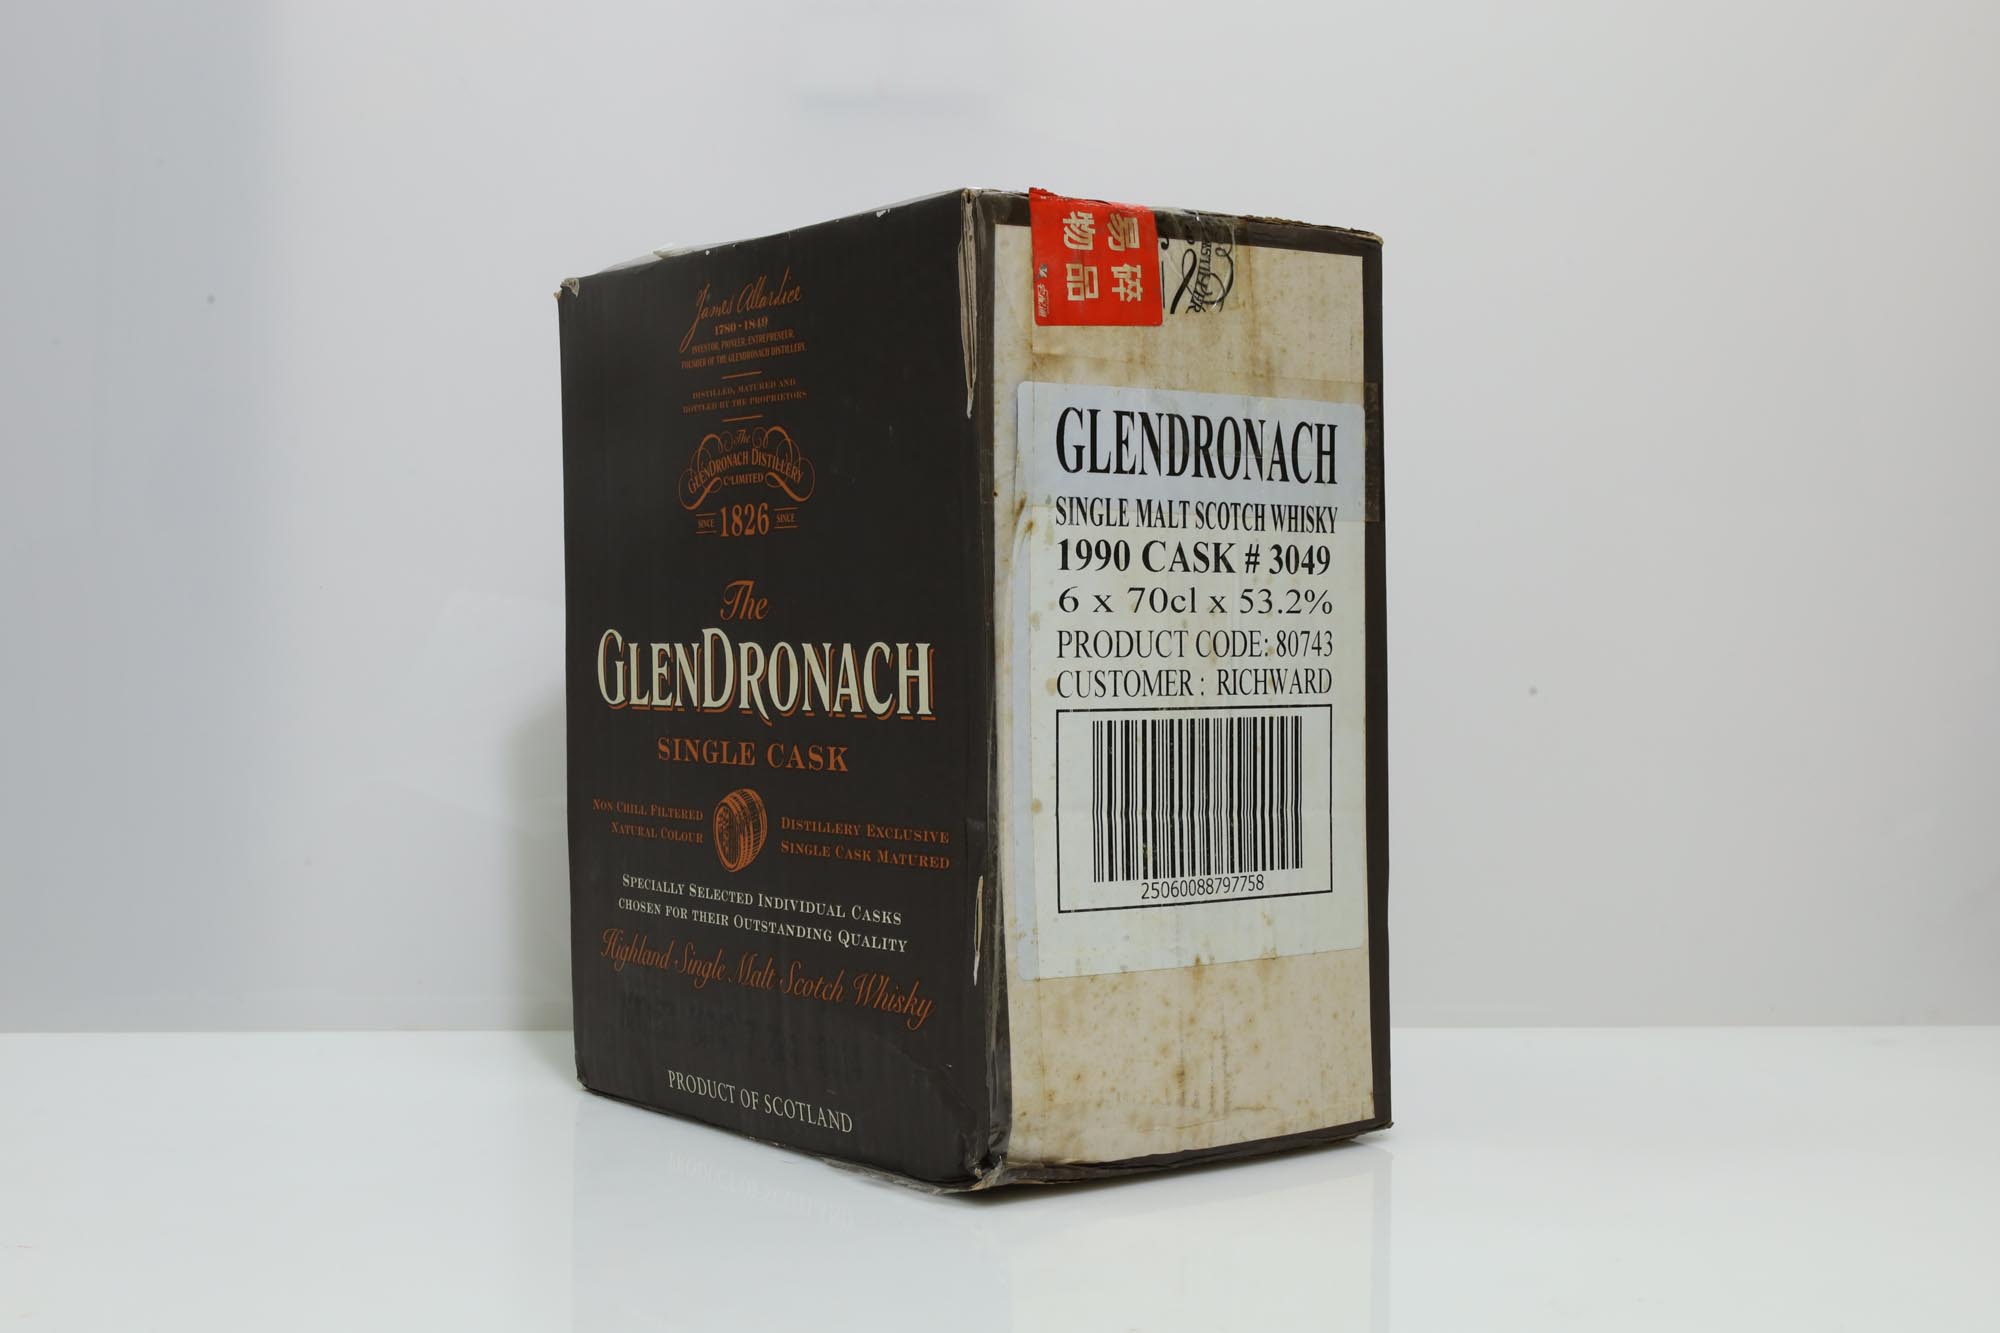 James Allardice
1780 - 1849
INVESTOR, PIONEER, ENTREPRENEUR,
FOUNDER OF THE GLENDRONACH DISTILLERY.
DISTILLED, MATURED AND
BOTTLED BY THE PROPRIETORS
The
GLENDRONACH DISTILLERY
Co LIMITED
SINCE 1826 SINCE
The
GLENDRONACH
SINGLE CASK
NON CHILL FILTERED
NATURAL COLOUR
DISTILLERY EXCLUSIVE
SINGLE CASK MATURED
SPECIALLY SELECTED INDIVIDUAL CASKS
CHOSEN FOR THEIR OUTSTANDING QUALITY
Highland Single Malt Scotch Whisky
PRODUCT OF SCOTLAND
易碎
物品
GLENDRONACH
SINGLE MALT SCOTCH WHISKY
1990 CASK # 3049
6 x 70cl x 53.2%
PRODUCT CODE: 80743
CUSTOMER : RICHWARD
25060088797758